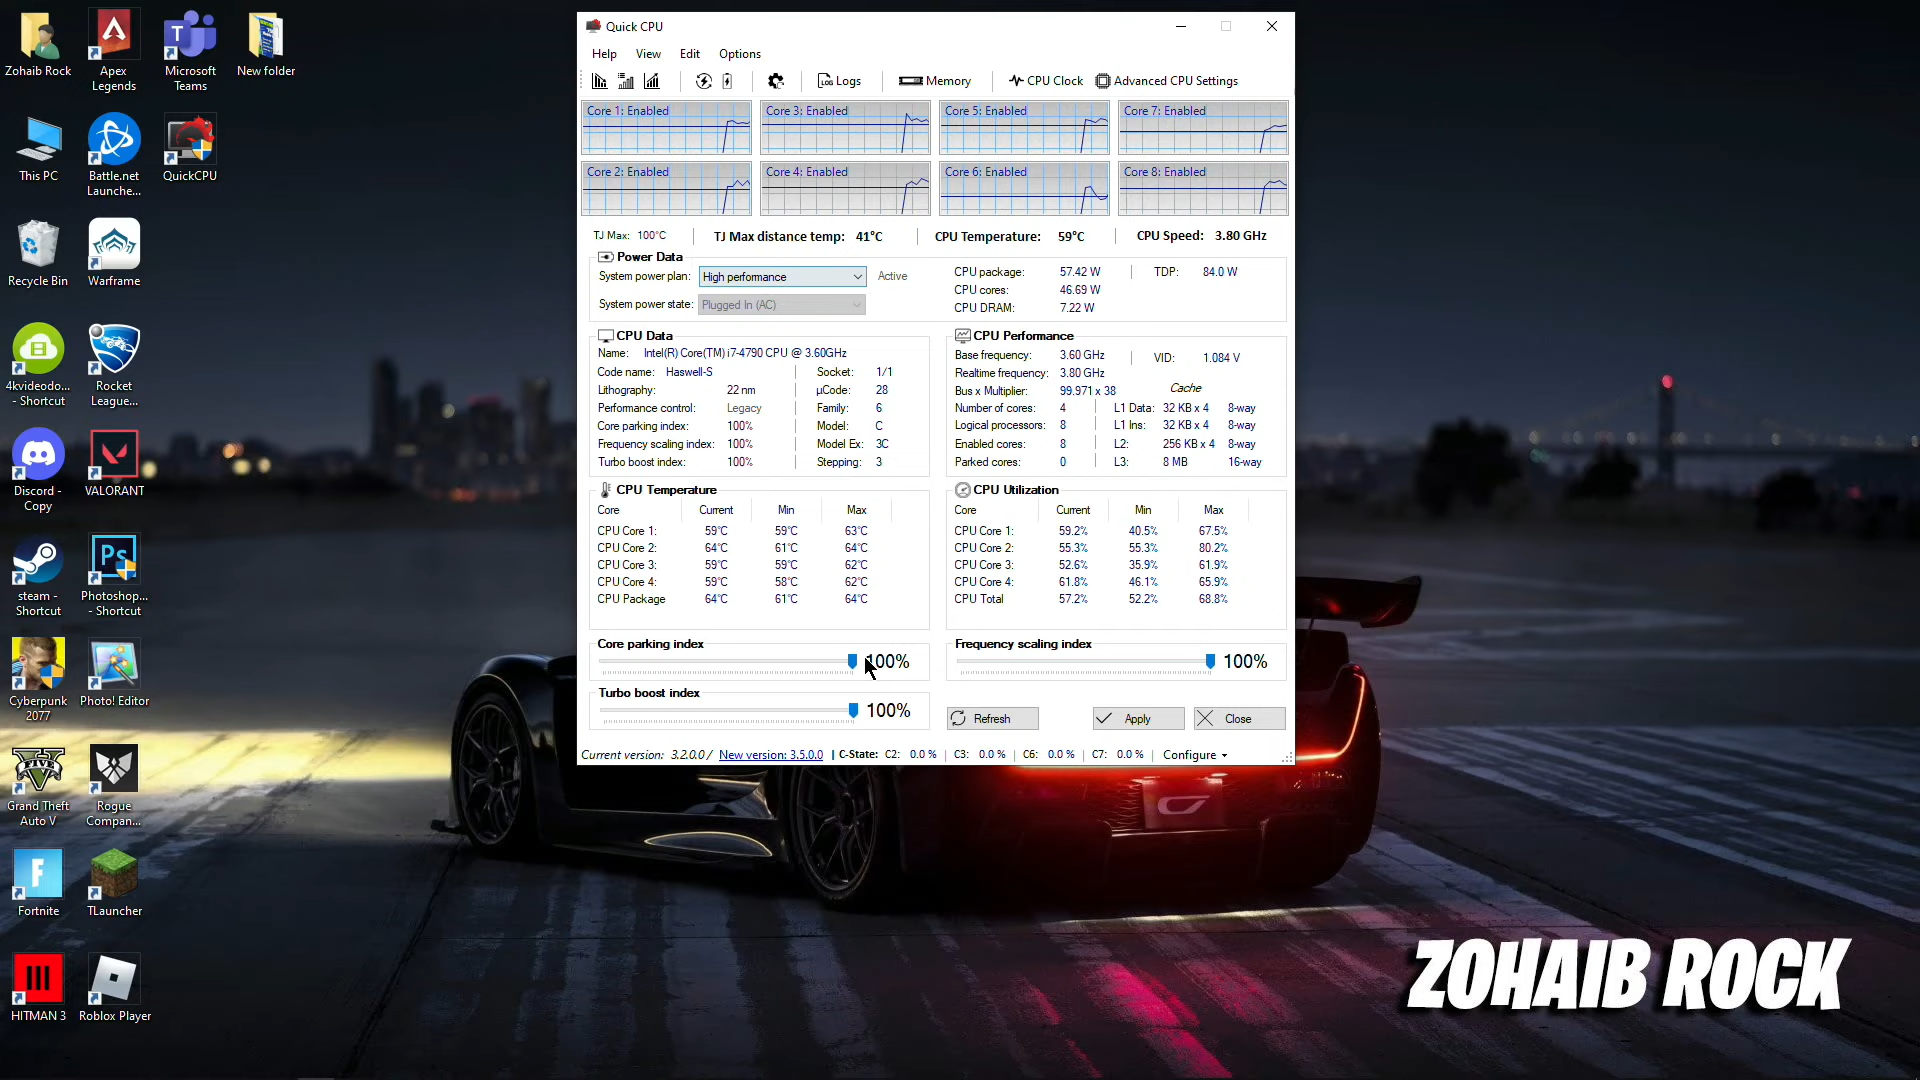 Zohaib Rock
Apex
Legends
Microsoft
Teams
New folder
This PC
Battle.net
Launche...
QuickCPU
Recycle Bin
Warframe
4kvideodo...
- Shortcut
Rocket
League...
Discord -
Copy
VALORANT
steam -
Shortcut
Ps
Photoshop...
- Shortcut
Cyberpunk
2077
Photo! Editor
Grand Theft
Auto V
Rogue
Compan...
Fortnite
TLauncher
HITMAN 3
Roblox Player
Quick CPU
Help View Edit Options
Logs Memory CPU Clock Advanced CPU Settings
Core 1: Enabled Core 3: Enabled Core 5: Enabled Core 7: Enabled
Core 2: Enabled Core 4: Enabled Core 6: Enabled Core 8: Enabled
TJ Max: 100°C TJ Max distance temp: 41°C CPU Temperature: 59°C CPU Speed: 3.80 GHz
Power Data
System power plan: High performance Active
System power state: Plugged In (AC)
CPU package: 57.42 W TDP: 84.0 W
CPU cores: 46.69 W
CPU DRAM: 7.22 W
CPU Data
Name: Intel(R) Core(TM) i7-4790 CPU @ 3.60GHz
Code name: Haswell-S Socket: 1/1
Lithography: 22 nm µCode: 28
Performance control: Legacy Family: 6
Core parking index: 100% Model: C
Frequency scaling index: 100% Model Ex: 3C
Turbo boost index: 100% Stepping: 3
CPU Performance
Base frequency: 3.60 GHz VID: 1.084 V
Realtime frequency: 3.80 GHz
Bus x Multiplier: 99.971 x 38 Cache
Number of cores: 4 L1 Data: 32 KB x 4 8-way
Logical processors: 8 L1 Ins: 32 KB x 4 8-way
Enabled cores: 8 L2: 256 KB x 4 8-way
Parked cores: 0 L3: 8 MB 16-way
CPU Temperature
Core Current Min Max
CPU Core 1: 59°C 59°C 63°C
CPU Core 2: 64°C 61°C 64°C
CPU Core 3: 59°C 59°C 62°C
CPU Core 4: 59°C 58°C 62°C
CPU Package 64°C 61°C 64°C
CPU Utilization
Core Current Min Max
CPU Core 1: 59.2% 40.5% 67.5%
CPU Core 2: 55.3% 55.3% 80.2%
CPU Core 3: 52.6% 35.9% 61.9%
CPU Core 4: 61.8% 46.1% 65.9%
CPU Total 57.2% 52.2% 68.8%
Core parking index
100%
Frequency scaling index
100%
Turbo boost index
100%
Refresh Apply Close
Current version: 3.2.0.0 / New version: 3.5.0.0 | C-State: C2: 0.0 % C3: 0.0 % C6: 0.0 % C7: 0.0 % Configure
ZOHAIB ROCK